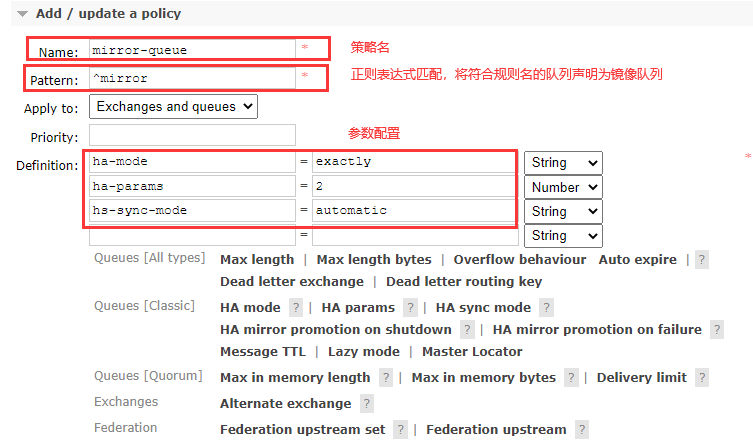 Add / update a policy
Name: mirror-queue * 策略名
Pattern: ^mirror * 正则表达式匹配，将符合规则名的队列声明为镜像队列
Apply to: Exchanges and queues
Priority: 参数配置
Definition: ha-mode = exactly String *
ha-params = 2 Number
hs-sync-mode = automatic String
= String
Queues [All types] Max length | Max length bytes | Overflow behaviour Auto expire | ?
Dead letter exchange | Dead letter routing key
Queues [Classic] HA mode ? | HA params ? | HA sync mode ?
HA mirror promotion on shutdown ? | HA mirror promotion on failure ?
Message TTL | Lazy mode | Master Locator
Queues [Quorum] Max in memory length ? | Max in memory bytes ? | Delivery limit ?
Exchanges Alternate exchange ?
Federation Federation upstream set ? | Federation upstream ?